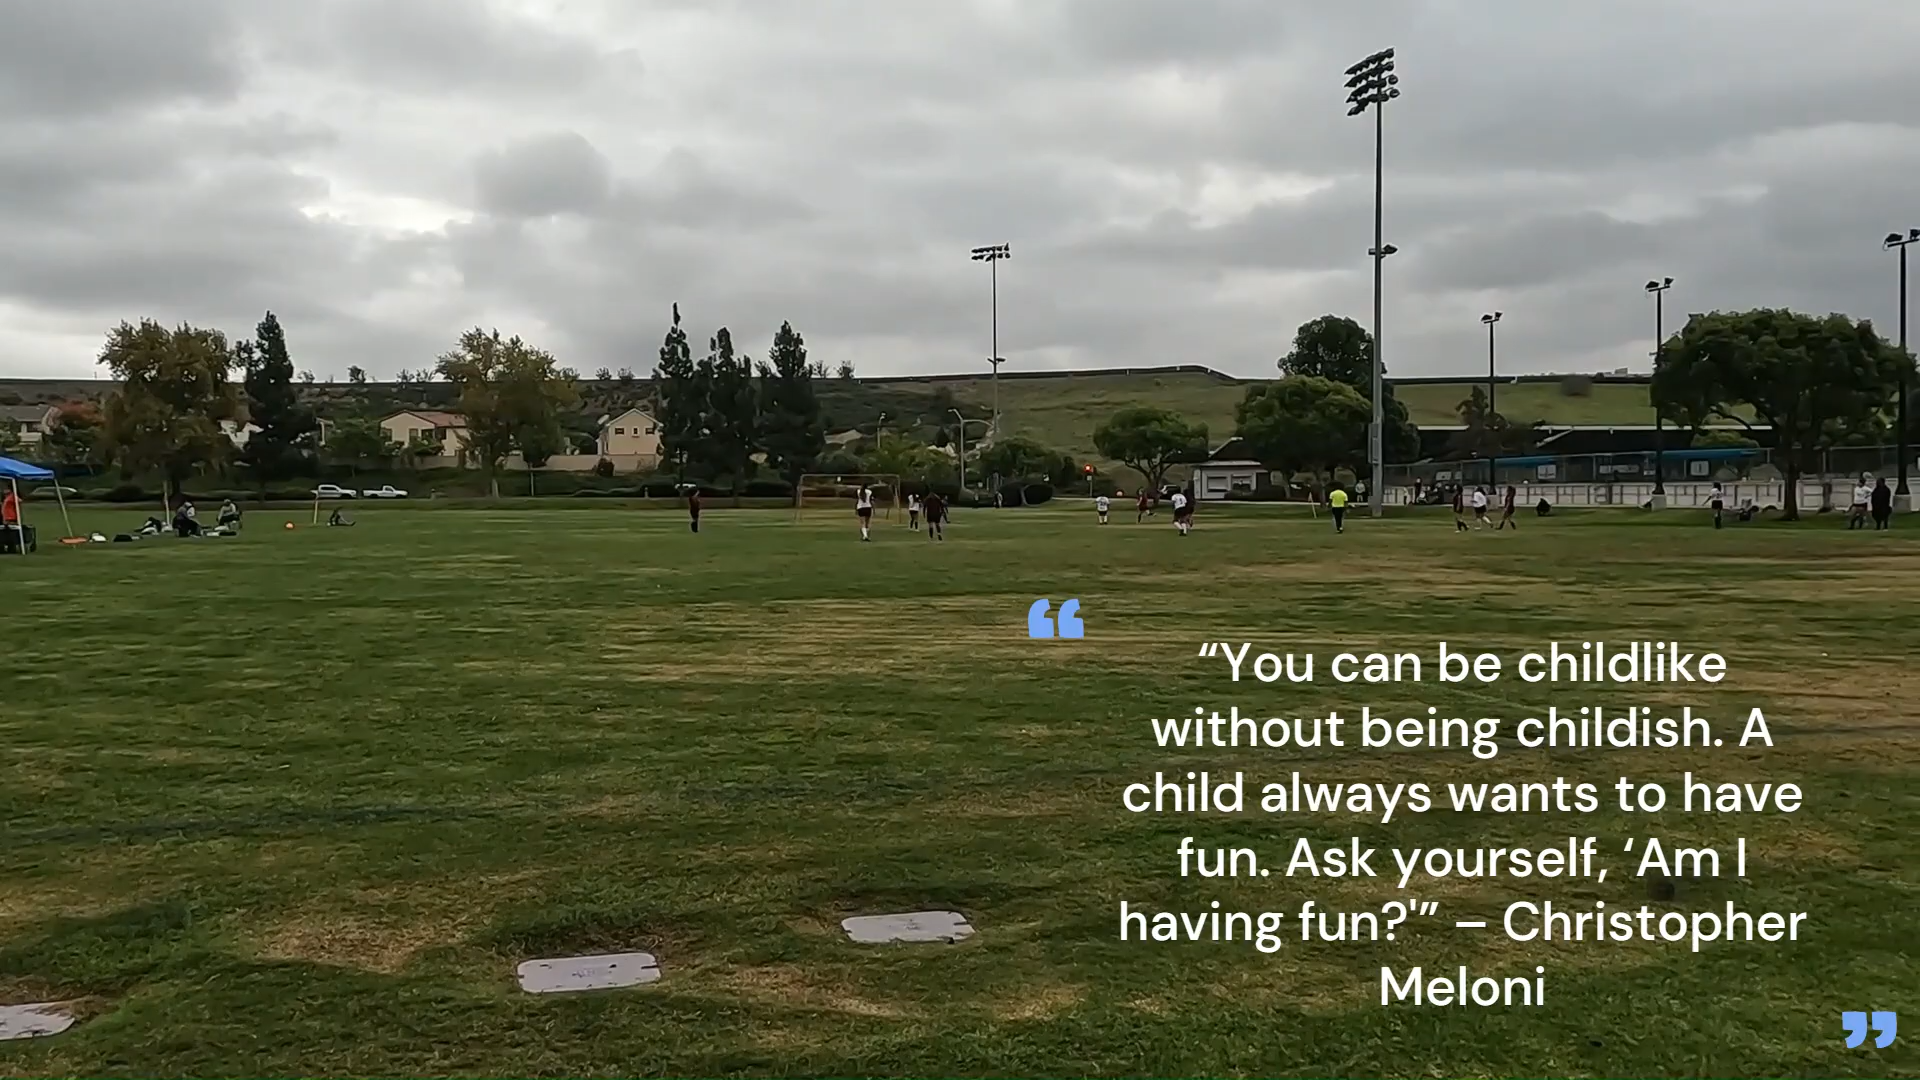 “You can be childlike
without being childish. A
child always wants to have
fun. Ask yourself, ‘Am I
having fun?'” – Christopher
Meloni